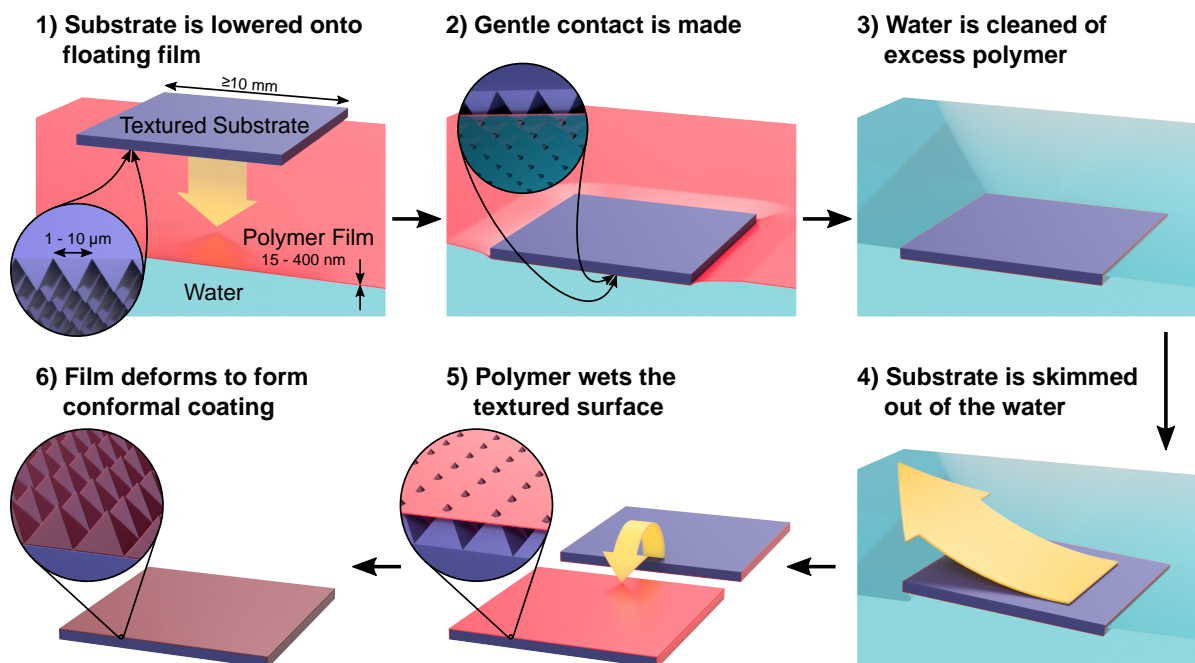 1) Substrate is lowered onto
floating film
≥10 mm
Textured Substrate
1 - 10 µm
Polymer Film
15 - 400 nm
Water
2) Gentle contact is made
3) Water is cleaned of
excess polymer
4) Substrate is skimmed
out of the water
5) Polymer wets the
textured surface
6) Film deforms to form
conformal coating